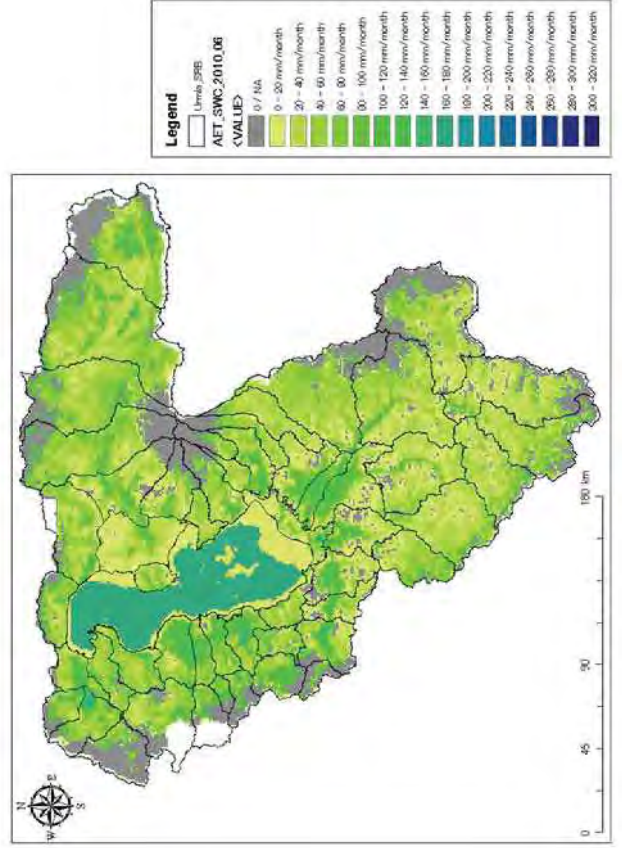 N
W
E
S
Legend
Urmia_SRB
AET_SWC_2010_06
<VALUE>
0 / NA
0 - 20 mm/month
20 - 40 mm/month
40 - 60 mm/month
60 - 80 mm/month
80 - 100 mm/month
100 - 120 mm/month
120 - 140 mm/month
140 - 160 mm/month
160 - 180 mm/month
180 - 200 mm/month
200 - 220 mm/month
220 - 240 mm/month
240 - 260 mm/month
260 - 280 mm/month
280 - 300 mm/month
300 - 320 mm/month
0 45 90 180 km